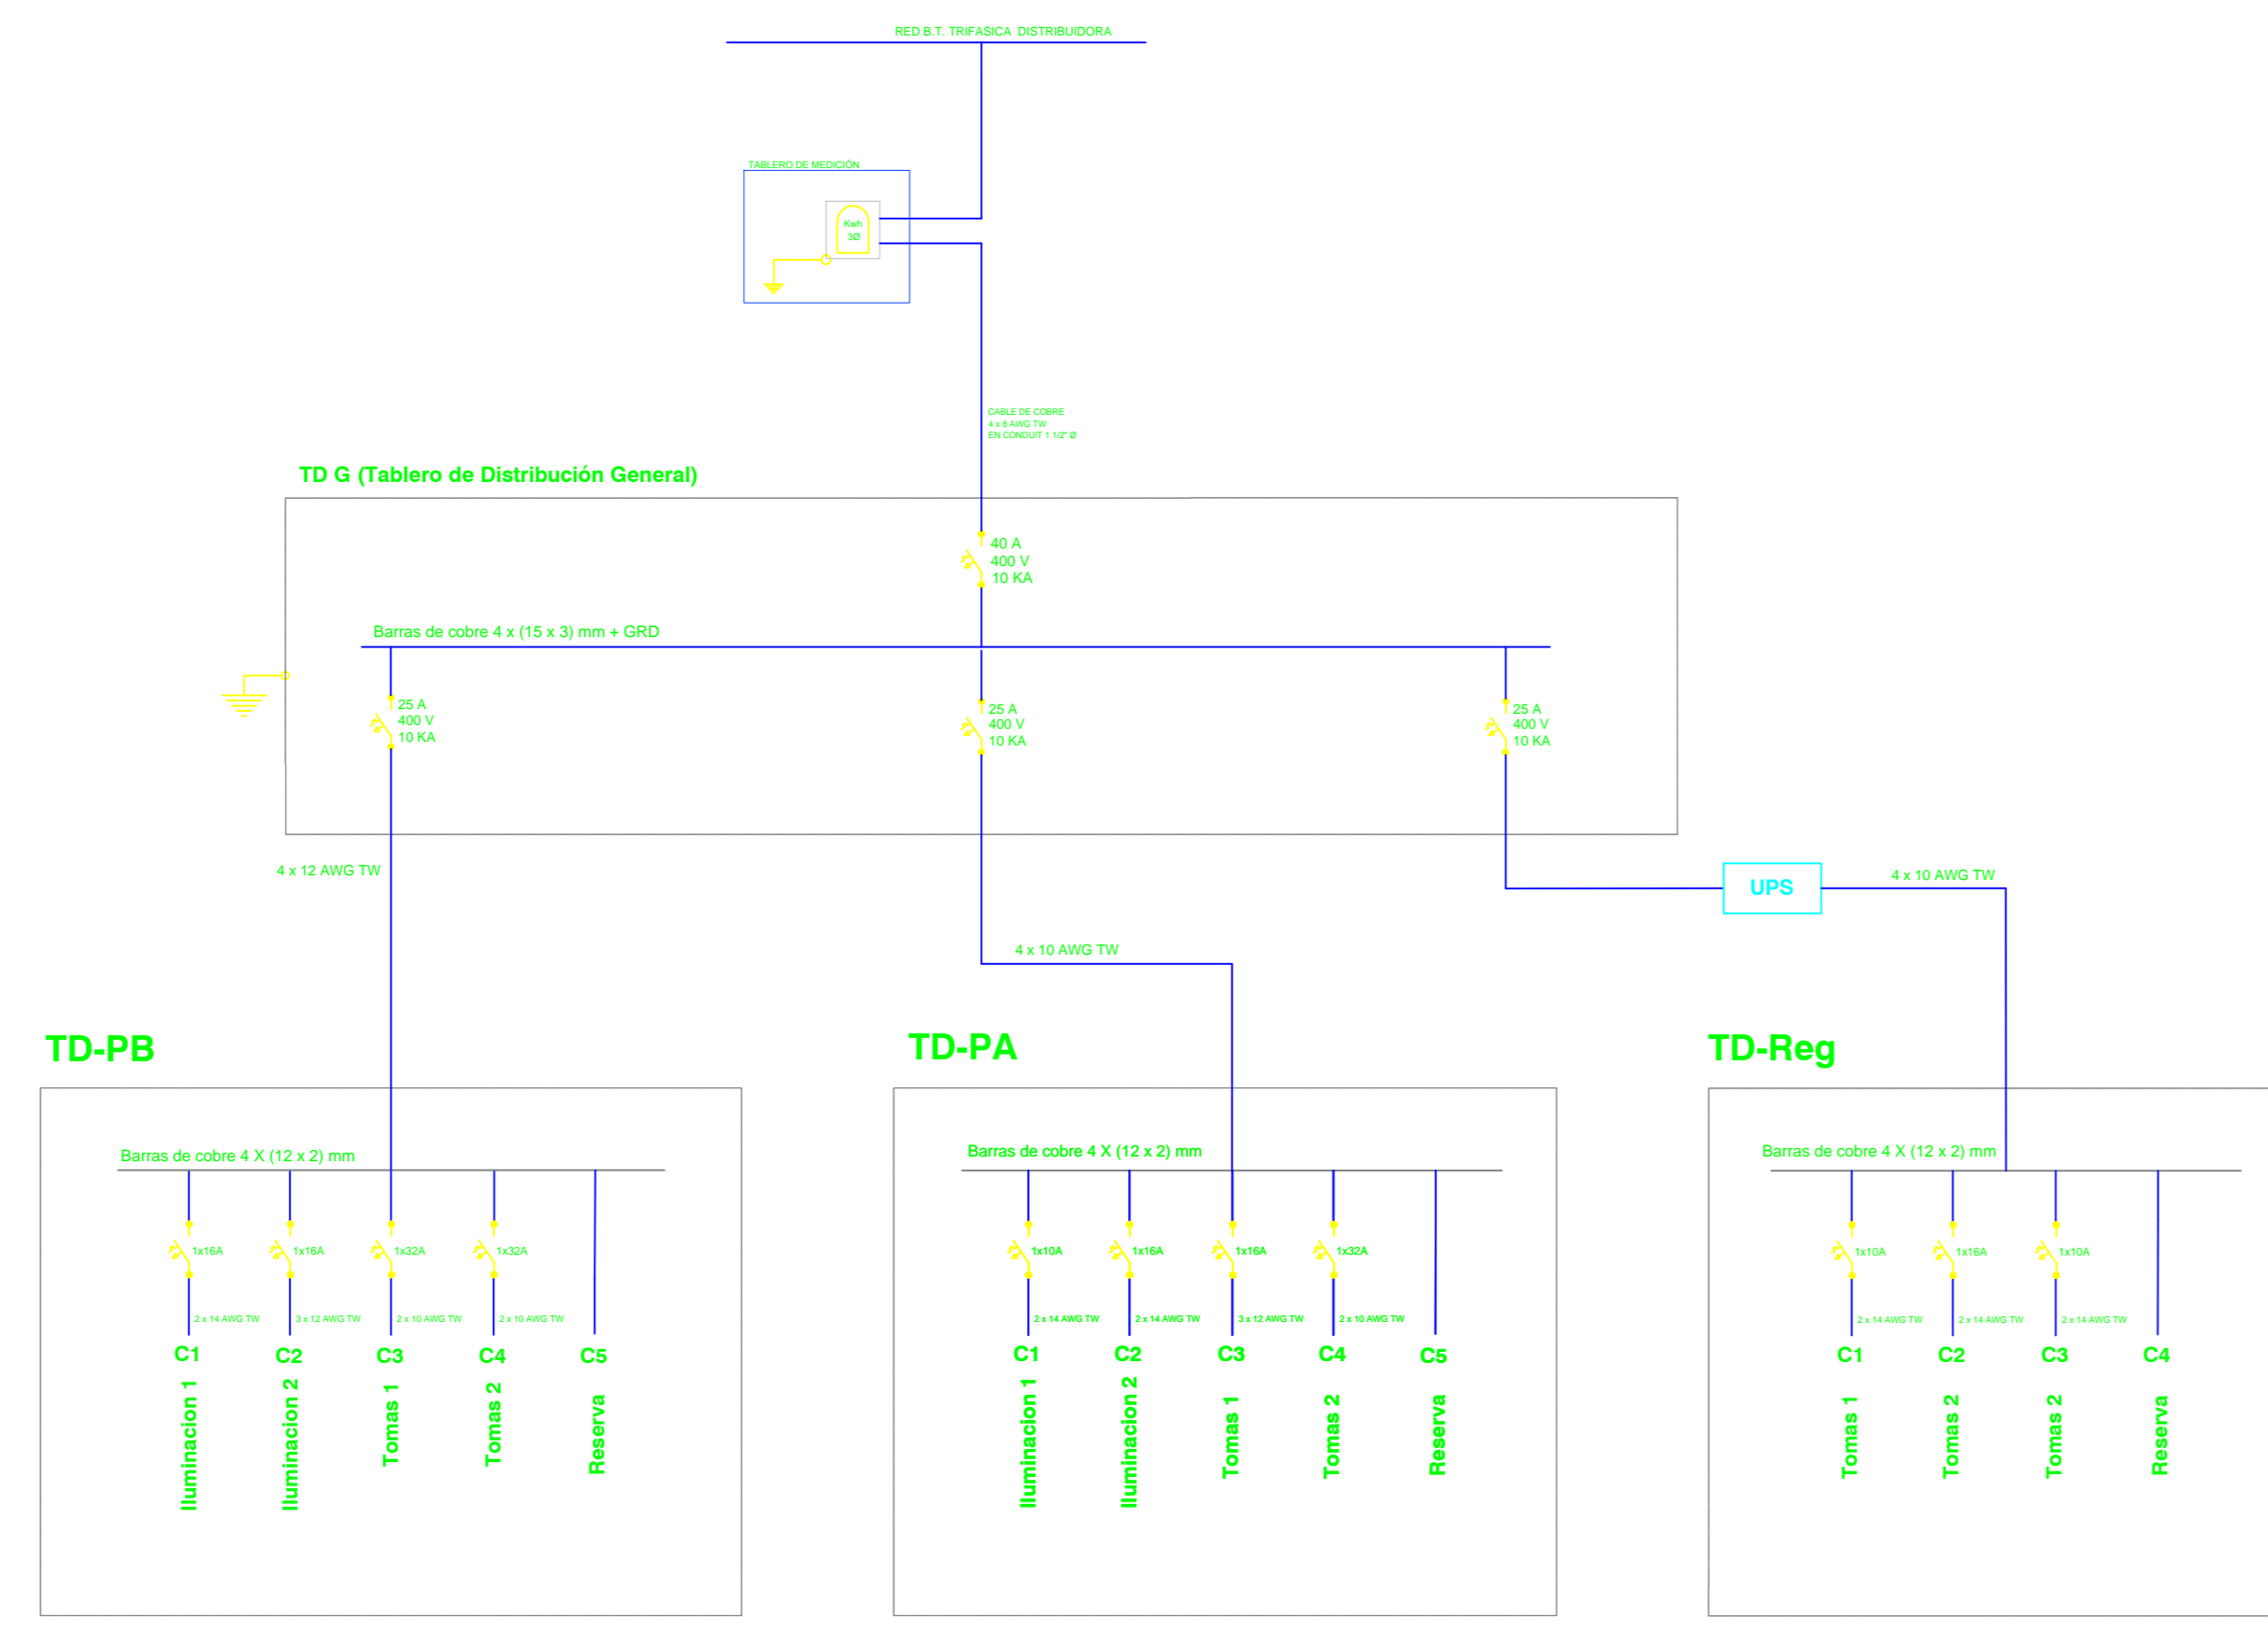 RED B.T. TRIFASICA DISTRIBUIDORA
TABLERO DE MEDICIÓN
Kwh
3Ø
CABLE DE COBRE
4 x 8 AWG TW
EN CONDUIT 1 1/2" Ø
TD G (Tablero de Distribución General)
40 A
400 V
10 KA
Barras de cobre 4 x (15 x 3) mm + GRD
25 A
400 V
10 KA
25 A
400 V
10 KA
25 A
400 V
10 KA
4 x 12 AWG TW
UPS
4 x 10 AWG TW
4 x 10 AWG TW
TD-PB
Barras de cobre 4 X (12 x 2) mm
1x16A
1x16A
1x32A
1x32A
2 x 14 AWG TW
3 x 12 AWG TW
2 x 10 AWG TW
2 x 10 AWG TW
C1
C2
C3
C4
C5
Iluminacion 1
Iluminacion 2
Tomas 1
Tomas 2
Reserva
TD-PA
Barras de cobre 4 X (12 x 2) mm
1x10A
1x16A
1x16A
1x32A
2 x 14 AWG TW
2 x 14 AWG TW
3 x 12 AWG TW
2 x 10 AWG TW
C1
C2
C3
C4
C5
Iluminacion 1
Iluminacion 2
Tomas 1
Tomas 2
Reserva
TD-Reg
Barras de cobre 4 X (12 x 2) mm
1x10A
1x16A
1x10A
2 x 14 AWG TW
2 x 14 AWG TW
2 x 14 AWG TW
C1
C2
C3
C4
Tomas 1
Tomas 2
Tomas 2
Reserva